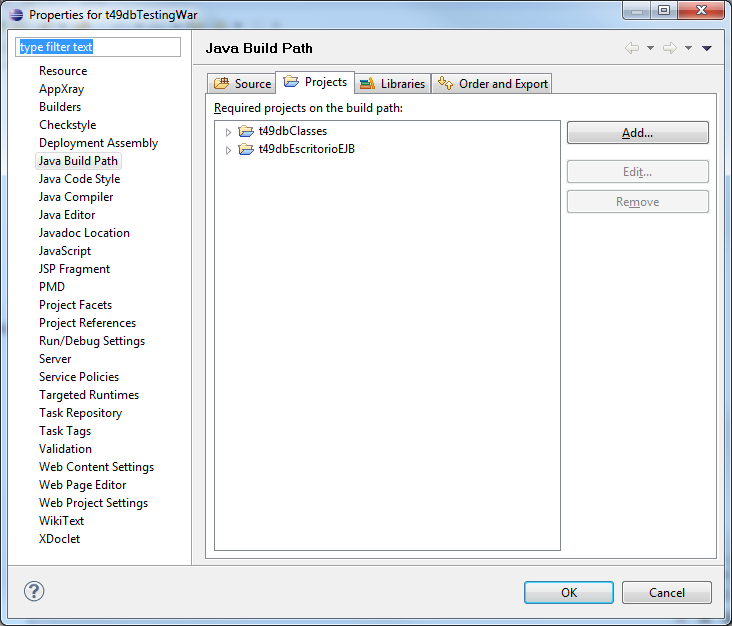 Properties for t49dbTestingWar
type filter text
Resource
AppXray
Builders
Checkstyle
Deployment Assembly
Java Build Path
Java Code Style
Java Compiler
Java Editor
Javadoc Location
JavaScript
JSP Fragment
PMD
Project Facets
Project References
Run/Debug Settings
Server
Service Policies
Targeted Runtimes
Task Repository
Task Tags
Validation
Web Content Settings
Web Page Editor
Web Project Settings
WikiText
XDoclet
Java Build Path
Source Projects Libraries Order and Export
Required projects on the build path:
t49dbClasses
t49dbEscritorioEJB
Add...
Edit...
Remove
?
OK Cancel